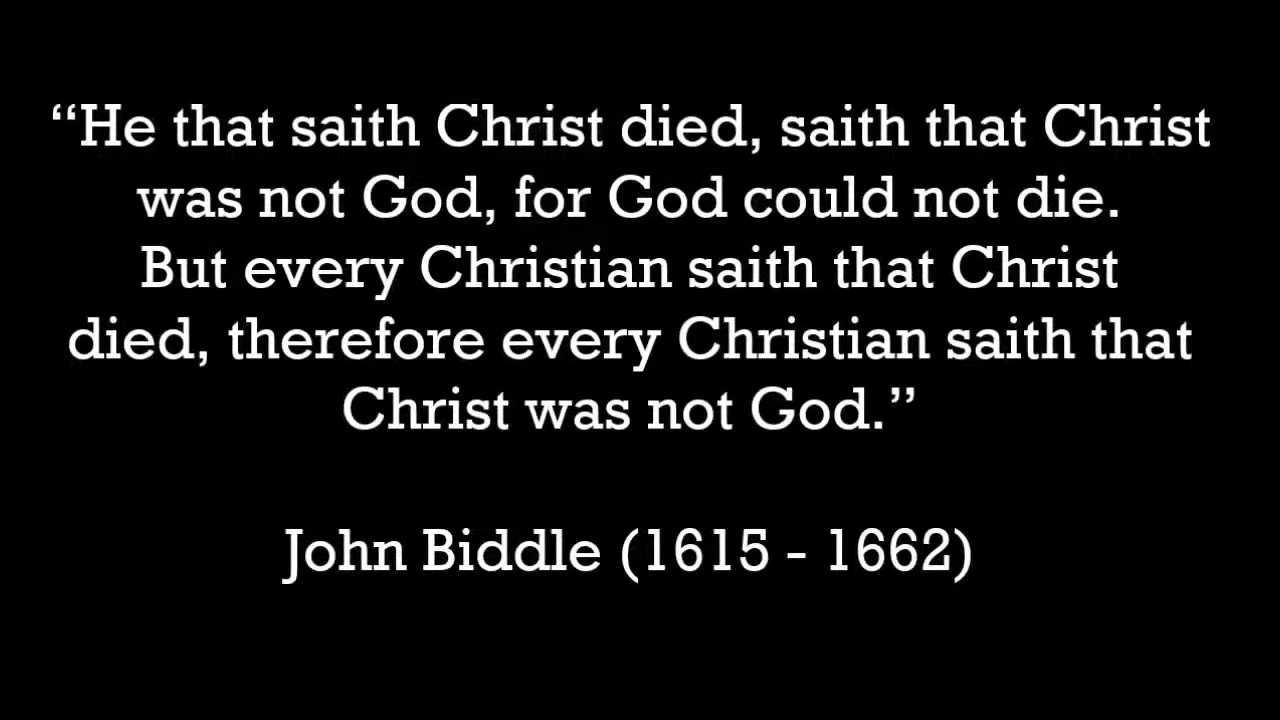 “He that saith Christ died, saith that Christ
was not God, for God could not die.
But every Christian saith that Christ
died, therefore every Christian saith that
Christ was not God.”
John Biddle (1615 - 1662)